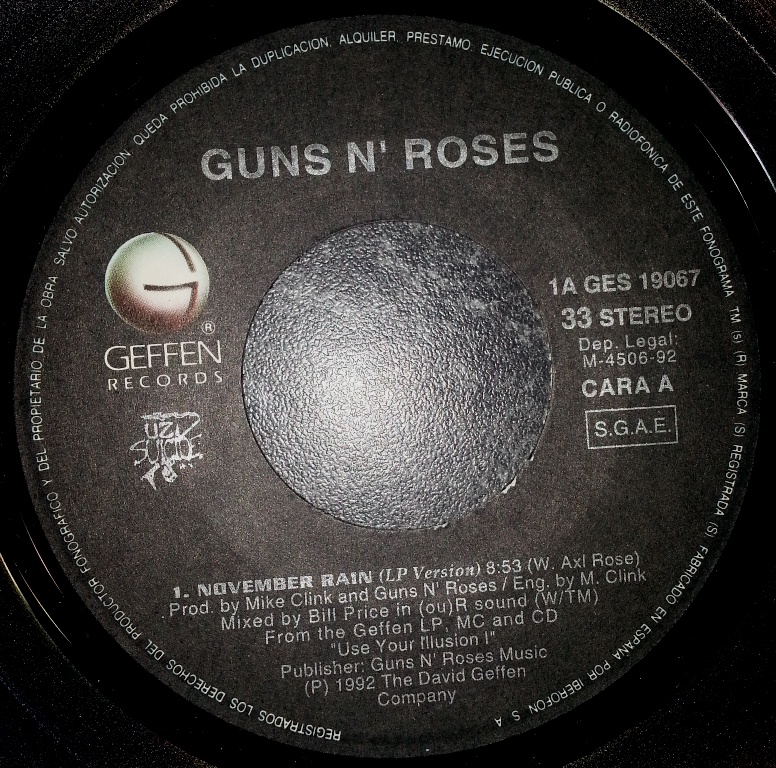 REGISTRADOS LOS DERECHOS DEL PRODUCTOR FONOGRAFICO Y DEL PROPIETARIO DE LA OBRA. SALVO AUTORIZACION QUEDA PROHIBIDA LA DUPLICACION, ALQUILER, PRESTAMO, EJECUCION PUBLICA O RADIOFONICA DE ESTE FONOGRAMA TM (s) (R) MARCA (S) REGISTRADA (S) FABRICADO EN ESPAÑA POR IBEROFON, S A
GUNS N' ROSES
®
GEFFEN
RECORDS
UZI
SUICIDE
1A GES 19067
33 STEREO
Dep. Legal:
M-4506-92
CARA A
S.G.A.E.
1. NOVEMBER RAIN (LP Version) 8:53 (W. Axl Rose)
Prod. by Mike Clink and Guns N' Roses / Eng. by M. Clink
Mixed by Bill Price in (ou)R sound (W/TM)
From the Geffen LP, MC and CD
"Use Your Illusion I"
Publisher: Guns N' Roses Music
(P) 1992 The David Geffen
Company